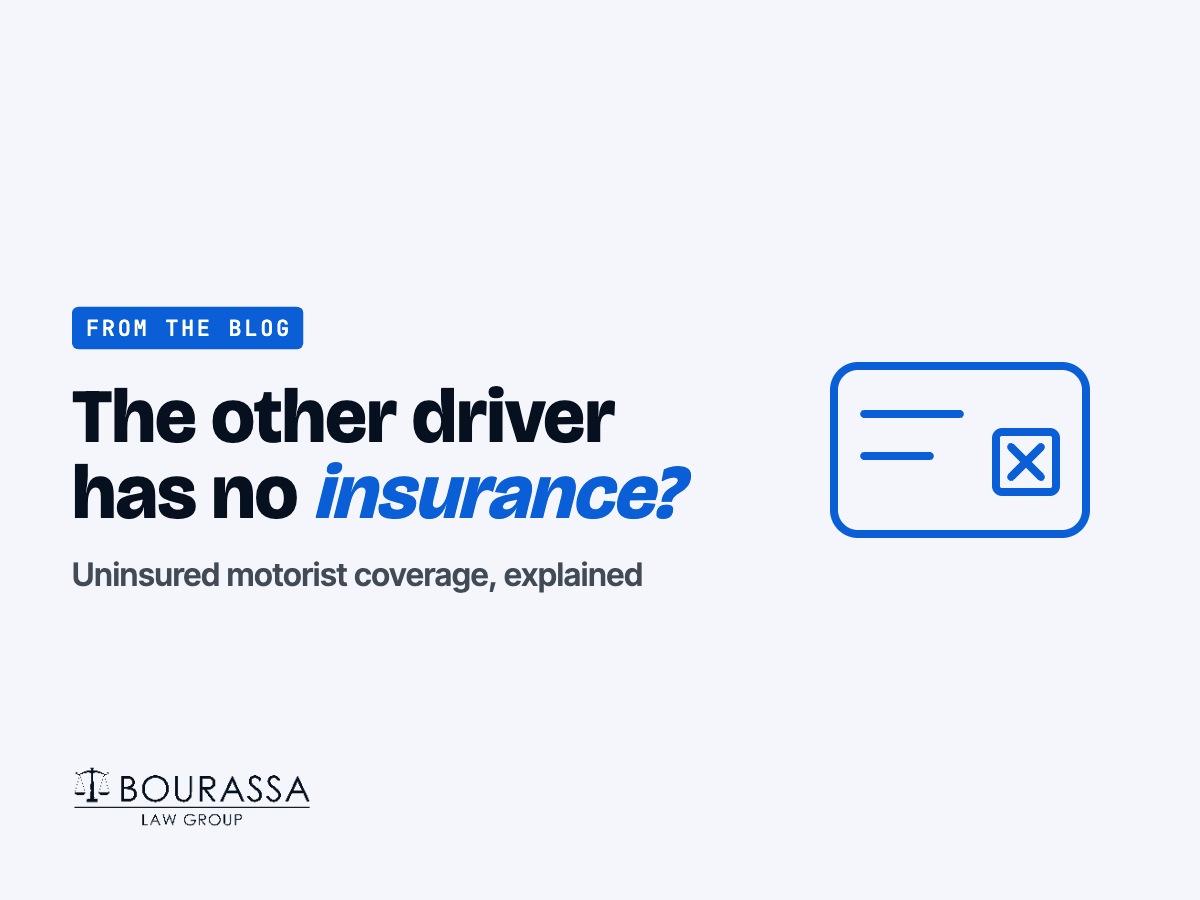 FROM THE BLOG
The other driver
has no insurance?
Uninsured motorist coverage, explained
BOURASSA
LAW GROUP